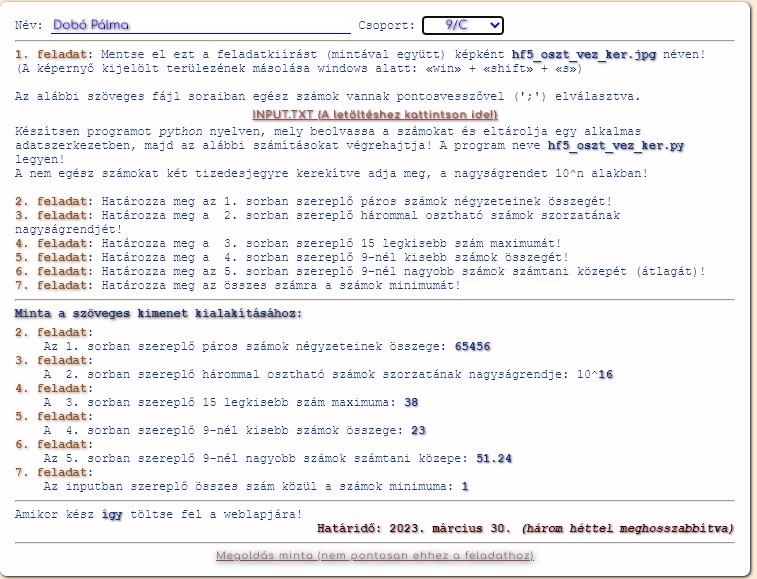 Név: Dobó Pálma Csoport: 9/C
1. feladat: Mentse el ezt a feladatkiírást (mintával együtt) képként hf5_oszt_vez_ker.jpg néven!
(A képernyő kijelölt területének másolása windows alatt: «win» + «shift» + «s»)
Az alábbi szöveges fájl soraiban egész számok vannak pontosvesszővel (';') elválasztva.
INPUT.TXT (A letöltéshez kattintson ide!)
Készítsen programot python nyelven, mely beolvassa a számokat és eltárolja egy alkalmas
adatszerkezetben, majd az alábbi számításokat végrehajtja! A program neve hf5_oszt_vez_ker.py
legyen!
A nem egész számokat két tizedesjegyre kerekítve adja meg, a nagyságrendet 10^n alakban!
2. feladat: Határozza meg az 1. sorban szereplő páros számok négyzeteinek összegét!
3. feladat: Határozza meg a 2. sorban szereplő hárommal osztható számok szorzatának
nagyságrendjét!
4. feladat: Határozza meg a 3. sorban szereplő 15 legkisebb szám maximumát!
5. feladat: Határozza meg a 4. sorban szereplő 9-nél kisebb számok összegét!
6. feladat: Határozza meg az 5. sorban szereplő 9-nél nagyobb számok számtani közepét (átlagát)!
7. feladat: Határozza meg az összes számra a számok minimumát!
Minta a szöveges kimenet kialakításához:
2. feladat:
Az 1. sorban szereplő páros számok négyzeteinek összege: 65456
3. feladat:
A 2. sorban szereplő hárommal osztható számok szorzatának nagyságrendje: 10^16
4. feladat:
A 3. sorban szereplő 15 legkisebb szám maximuma: 38
5. feladat:
A 4. sorban szereplő 9-nél kisebb számok összege: 23
6. feladat:
Az 5. sorban szereplő 9-nél nagyobb számok számtani közepe: 51.24
7. feladat:
Az inputban szereplő összes szám közül a számok minimuma: 1
Amikor kész így töltse fel a weblapjára!
Határidő: 2023. március 30. (három héttel meghosszabbítva)
Megoldás minta (nem pontosan ehhez a feladathoz)